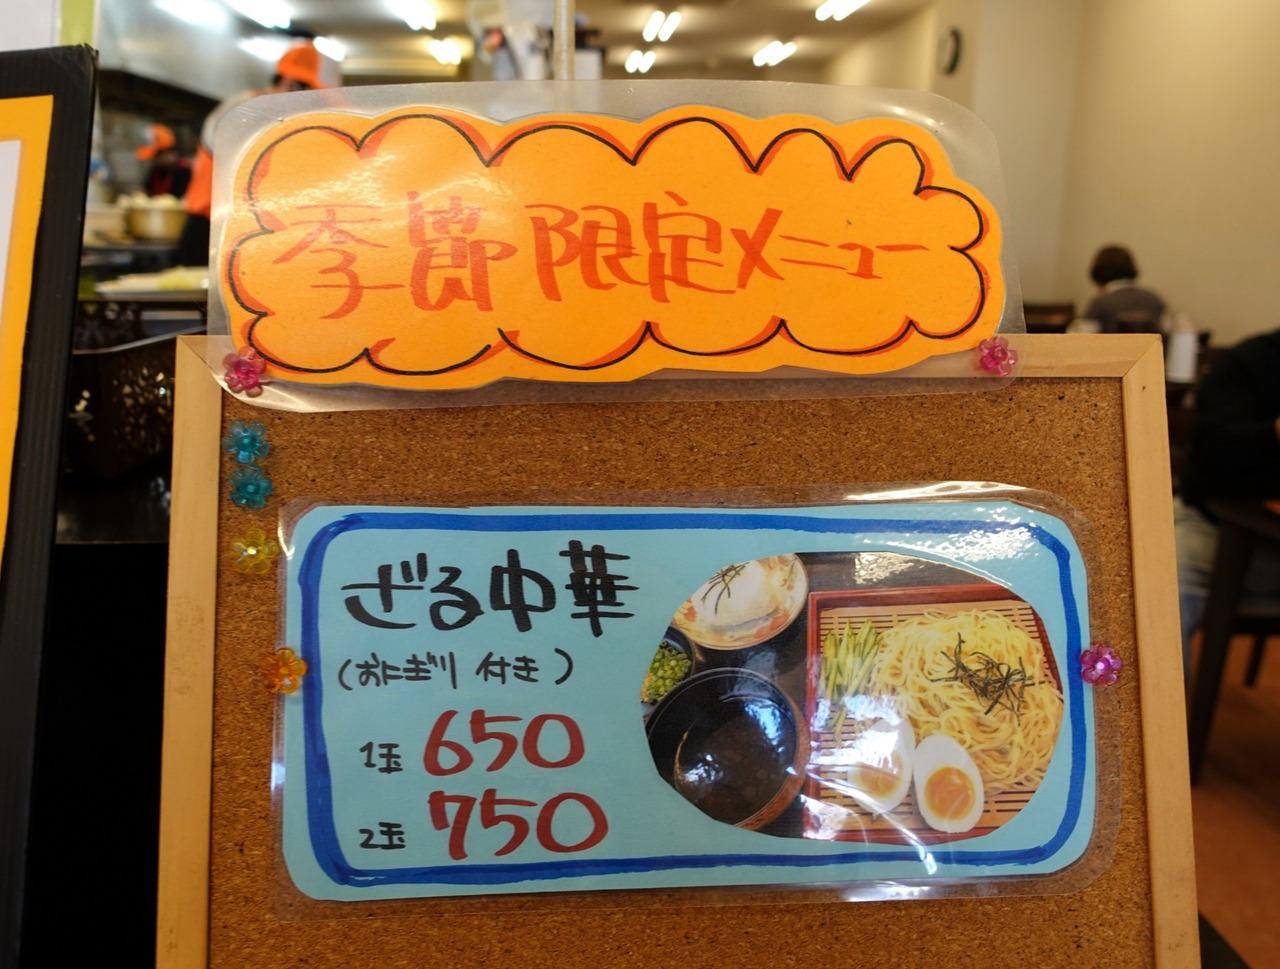 季節限定メニュー
ざる中華
(おにぎり 付き)
1玉 650
2玉 750